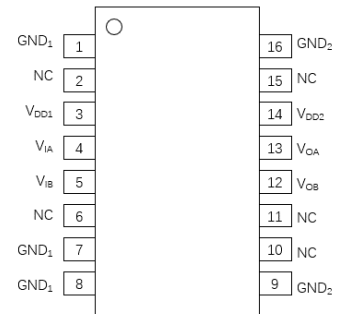 GND₁ 1 16 GND₂
NC 2 15 NC
VDD1 3 14 VDD2
VIA 4 13 VOA
VIB 5 12 VOB
NC 6 11 NC
GND₁ 7 10 NC
GND₁ 8 9 GND₂